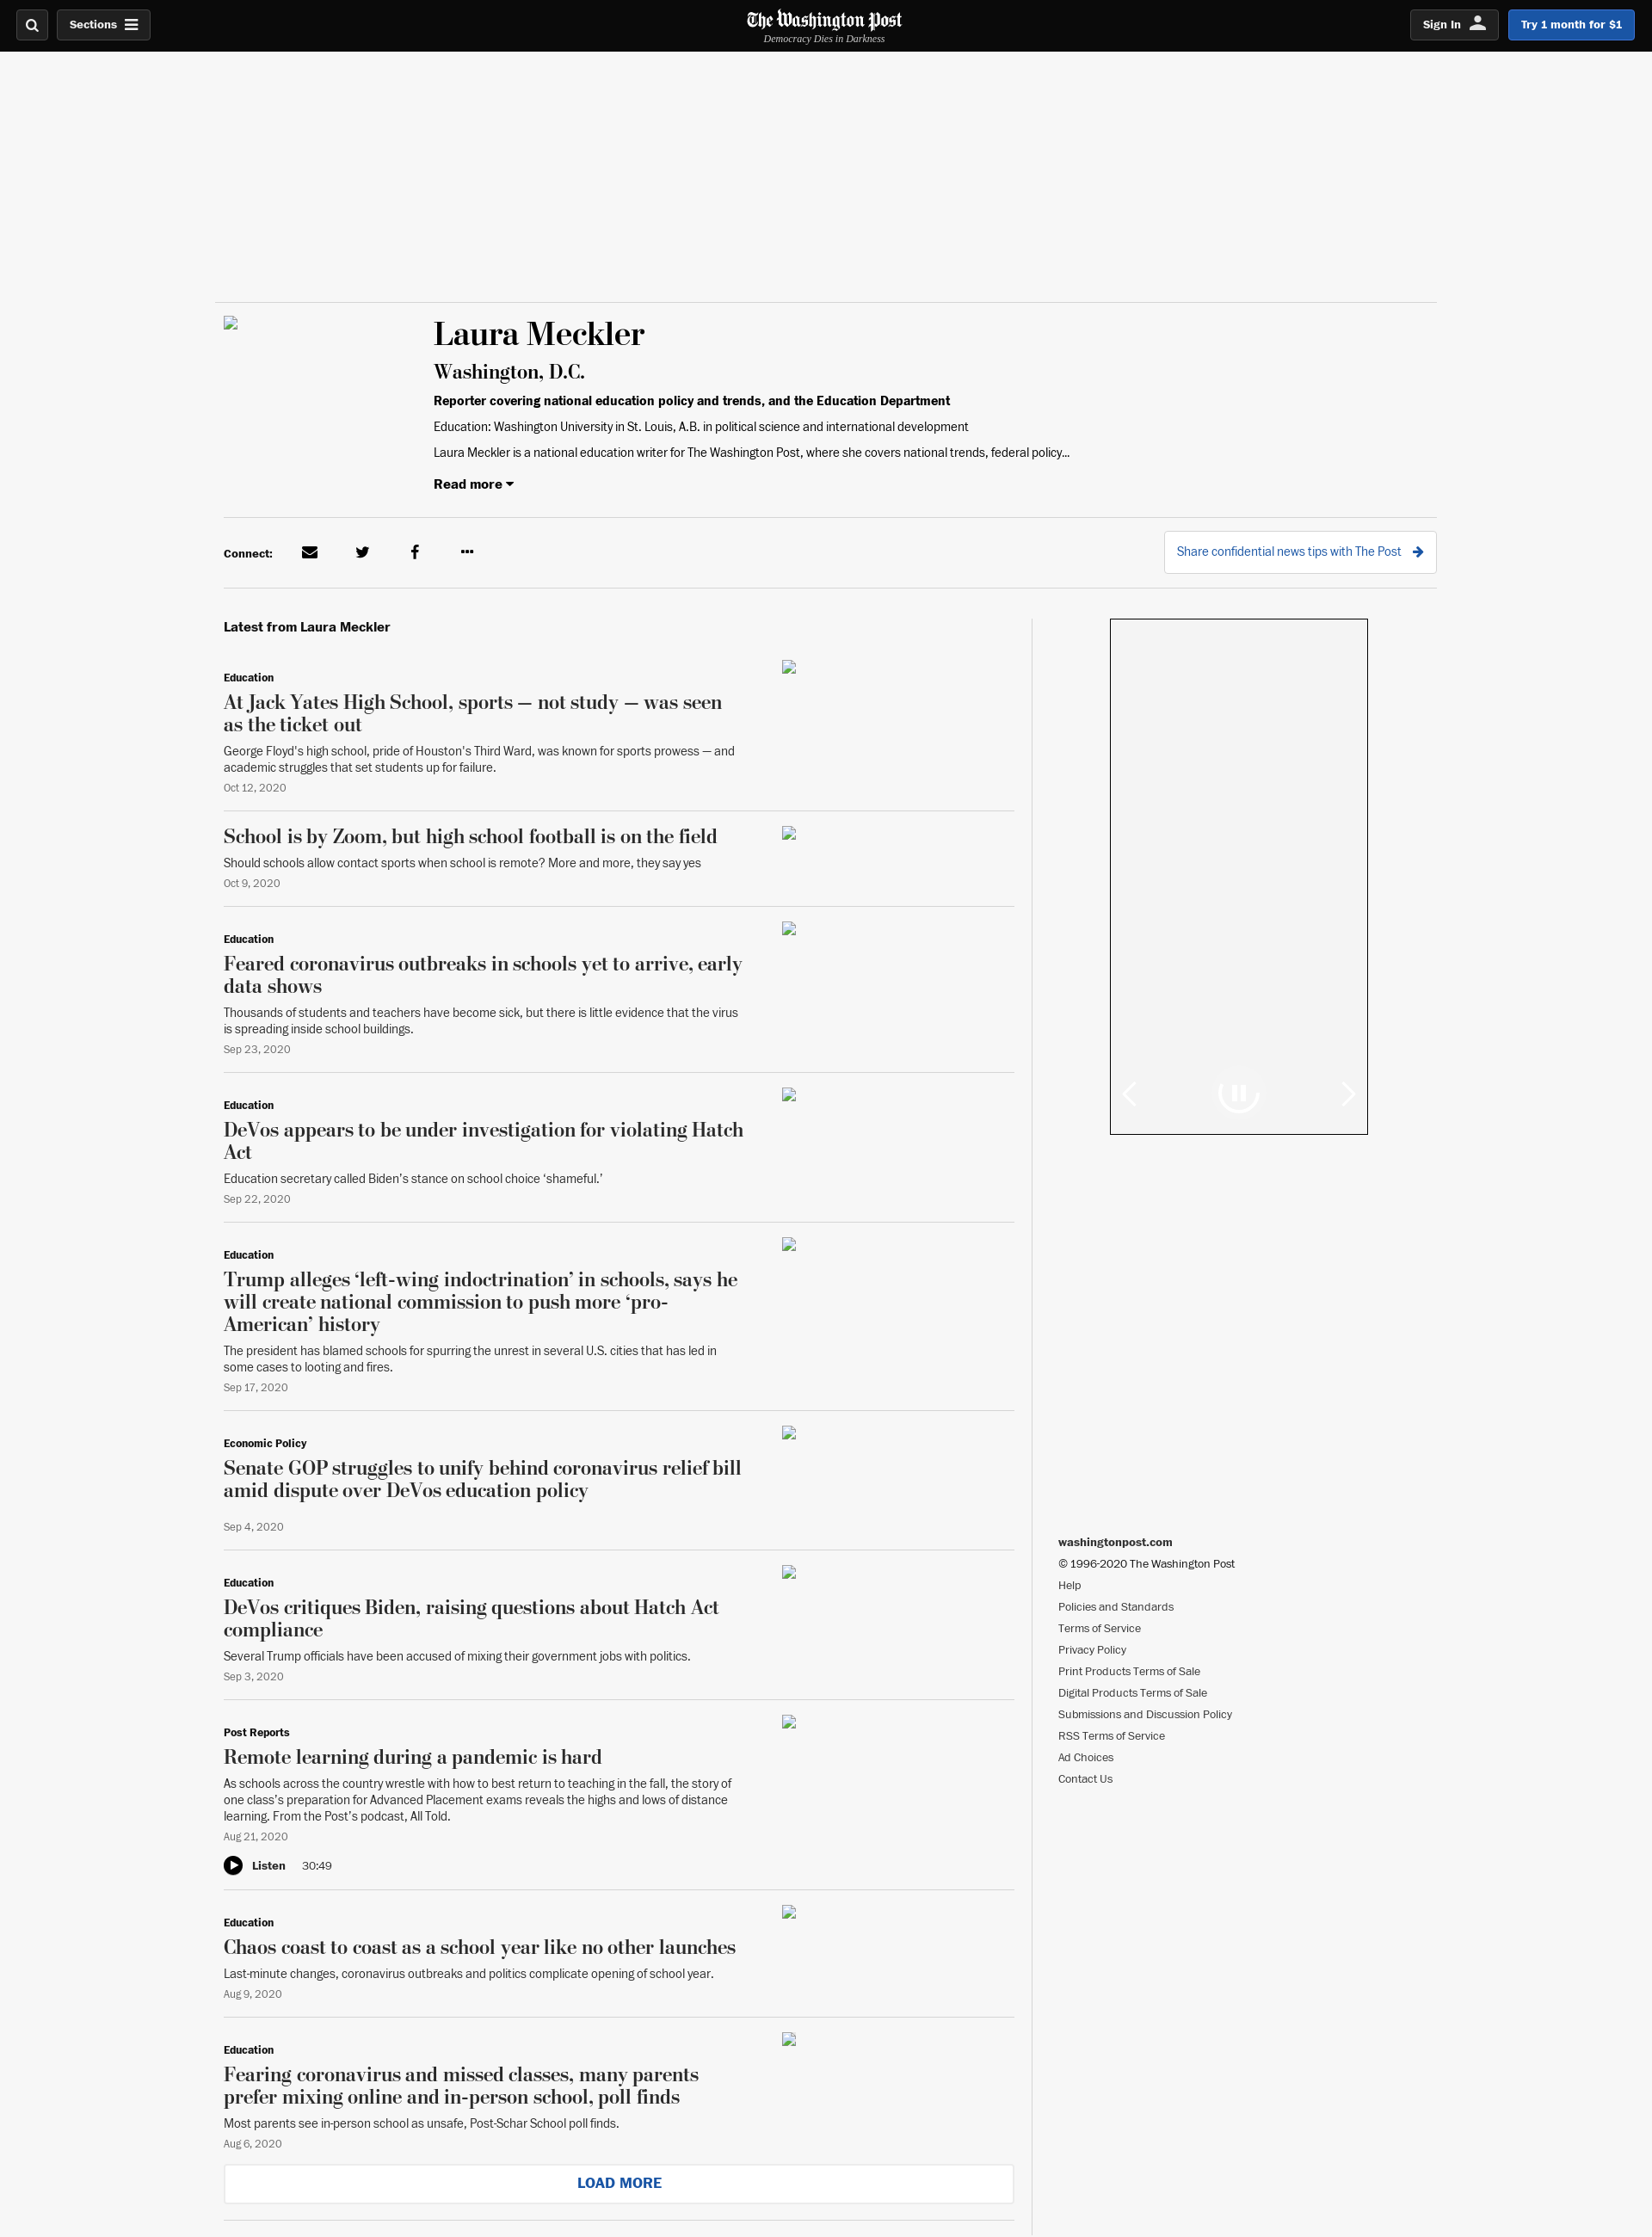 Sections
The Washington Post
Democracy Dies in Darkness
Sign In
Try 1 month for $1
Laura Meckler
Washington, D.C.
Reporter covering national education policy and trends, and the Education Department
Education: Washington University in St. Louis, A.B. in political science and international development
Laura Meckler is a national education writer for The Washington Post, where she covers national trends, federal policy...
Read more
Connect:
Share confidential news tips with The Post
Latest from Laura Meckler
Education
At Jack Yates High School, sports — not study — was seen
as the ticket out
George Floyd's high school, pride of Houston's Third Ward, was known for sports prowess — and
academic struggles that set students up for failure.
Oct 12, 2020
School is by Zoom, but high school football is on the field
Should schools allow contact sports when school is remote? More and more, they say yes
Oct 9, 2020
Education
Feared coronavirus outbreaks in schools yet to arrive, early
data shows
Thousands of students and teachers have become sick, but there is little evidence that the virus
is spreading inside school buildings.
Sep 23, 2020
Education
DeVos appears to be under investigation for violating Hatch
Act
Education secretary called Biden’s stance on school choice ‘shameful.’
Sep 22, 2020
Education
Trump alleges ‘left-wing indoctrination’ in schools, says he
will create national commission to push more ‘pro-
American’ history
The president has blamed schools for spurring the unrest in several U.S. cities that has led in
some cases to looting and fires.
Sep 17, 2020
Economic Policy
Senate GOP struggles to unify behind coronavirus relief bill
amid dispute over DeVos education policy
Sep 4, 2020
Education
DeVos critiques Biden, raising questions about Hatch Act
compliance
Several Trump officials have been accused of mixing their government jobs with politics.
Sep 3, 2020
Post Reports
Remote learning during a pandemic is hard
As schools across the country wrestle with how to best return to teaching in the fall, the story of
one class’s preparation for Advanced Placement exams reveals the highs and lows of distance
learning. From the Post’s podcast, All Told.
Aug 21, 2020
Listen 30:49
Education
Chaos coast to coast as a school year like no other launches
Last-minute changes, coronavirus outbreaks and politics complicate opening of school year.
Aug 9, 2020
Education
Fearing coronavirus and missed classes, many parents
prefer mixing online and in-person school, poll finds
Most parents see in-person school as unsafe, Post-Schar School poll finds.
Aug 6, 2020
LOAD MORE
washingtonpost.com
© 1996-2020 The Washington Post
Help
Policies and Standards
Terms of Service
Privacy Policy
Print Products Terms of Sale
Digital Products Terms of Sale
Submissions and Discussion Policy
RSS Terms of Service
Ad Choices
Contact Us